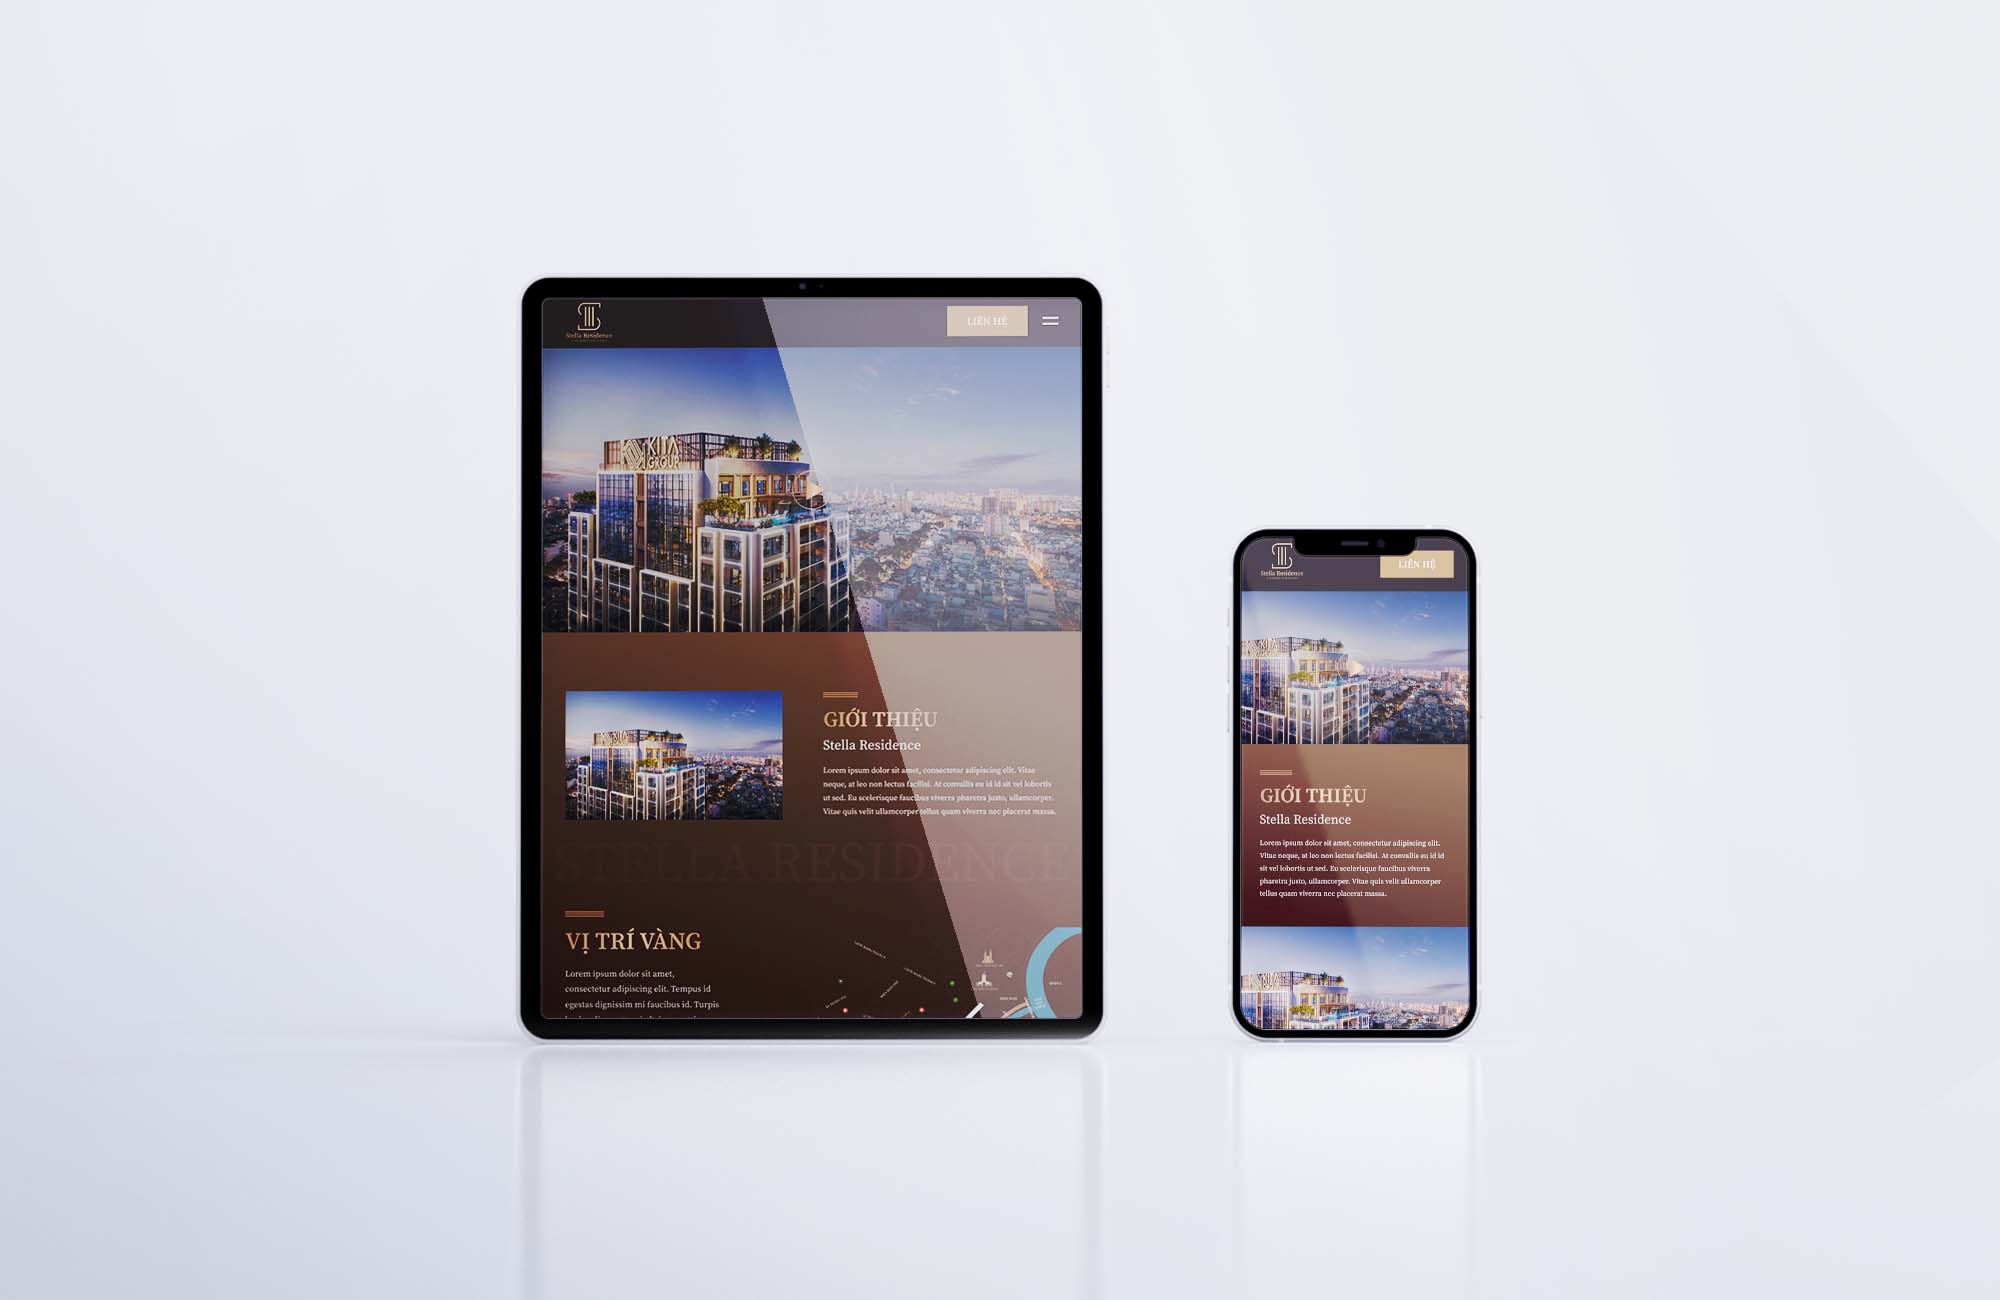 Stella Residence
LIÊN HỆ
KITA
GROUP
GIỚI THIỆU
Stella Residence
Lorem ipsum dolor sit amet, consectetur adipiscing elit. Vitae
neque, at leo non lectus facilisi. At convallis eu id id sit vel lobortis
ut sed. Eu scelerisque faucibus viverra pharetra justo, ullamcorper.
Vitae quis velit ullamcorper tellus quam viverra nec placerat massa.
STELLA RESIDENCE
VỊ TRÍ VÀNG
Lorem ipsum dolor sit amet,
consectetur adipiscing elit. Tempus id
egestas dignissim mi faucibus id. Turpis
Stella Residence
LIÊN HỆ
KITA
GIỚI THIỆU
Stella Residence
Lorem ipsum dolor sit amet, consectetur adipiscing elit.
Vitae neque, at leo non lectus facilisi. At convallis eu id id
sit vel lobortis ut sed. Eu scelerisque faucibus viverra
pharetra justo, ullamcorper. Vitae quis velit ullamcorper
tellus quam viverra nec placerat massa.
KITA